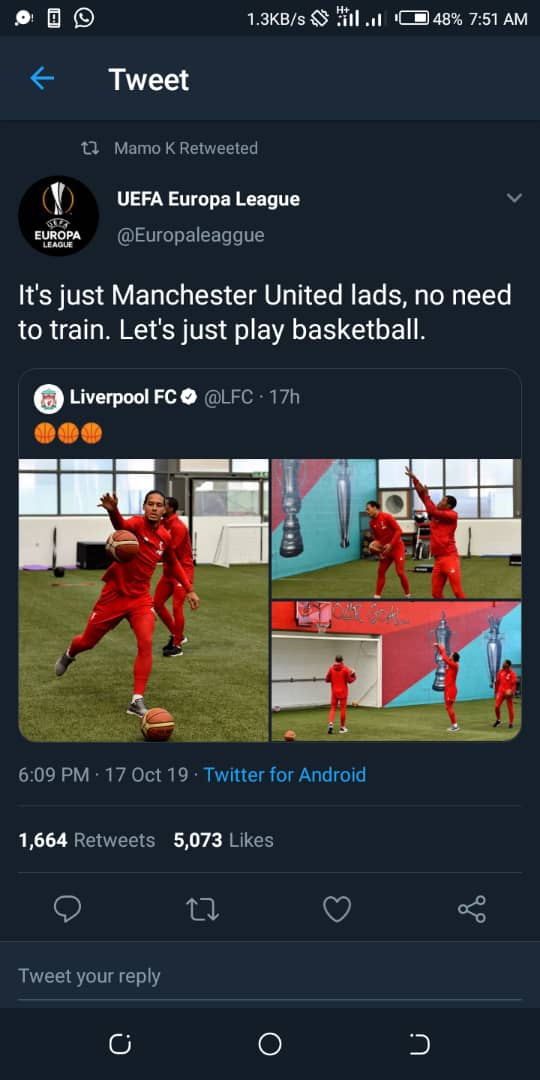 1.3KB/s H+ 48% 7:51 AM
Tweet
Mamo K Retweeted
UEFA Europa League
@Europaleaggue
UEFA
EUROPA
LEAGUE
It's just Manchester United lads, no need
to train. Let's just play basketball.
Liverpool FC @LFC · 17h
🏀🏀🏀
6:09 PM · 17 Oct 19 · Twitter for Android
1,664 Retweets 5,073 Likes
Tweet your reply